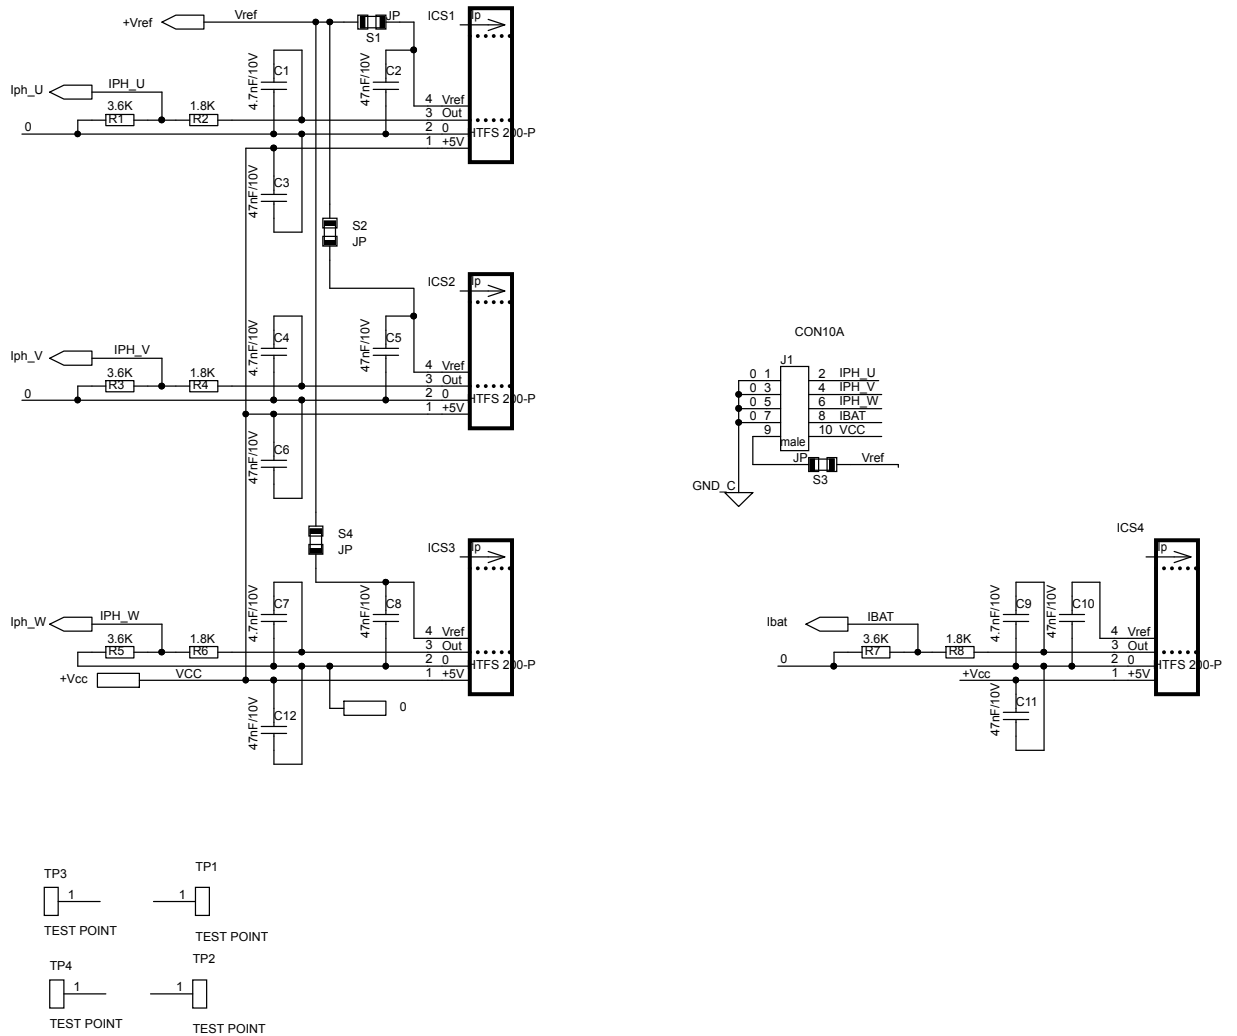 +Vref
Vref
JP
S1
ICS1
Ip
Iph_U
IPH_U
3.6K
R1
1.8K
R2
4.7nF/10V
C1
47nF/10V
C2
4 Vref
3 Out
2 0
1 +5V
HTFS 200-P
0
47nF/10V
C3
S2
JP
ICS2
Ip
Iph_V
IPH_V
3.6K
R3
1.8K
R4
4.7nF/10V
C4
47nF/10V
C5
4 Vref
3 Out
2 0
1 +5V
HTFS 200-P
0
47nF/10V
C6
S4
JP
ICS3
Ip
Iph_W
IPH_W
3.6K
R5
1.8K
R6
4.7nF/10V
C7
47nF/10V
C8
4 Vref
3 Out
2 0
1 +5V
HTFS 200-P
+Vcc
VCC
47nF/10V
C12
0
CON10A
J1
0 1
2 IPH_U
0 3
4 IPH_V
0 5
6 IPH_W
0 7
8 IBAT
9
10 VCC
male
JP
S3
Vref
GND_C
ICS4
Ip
Ibat
IBAT
3.6K
R7
1.8K
R8
4.7nF/10V
C9
47nF/10V
C10
4 Vref
3 Out
2 0
1 +5V
HTFS 200-P
0
+Vcc
47nF/10V
C11
TP3
1
TEST POINT
TP1
1
TEST POINT
TP4
1
TEST POINT
TP2
1
TEST POINT